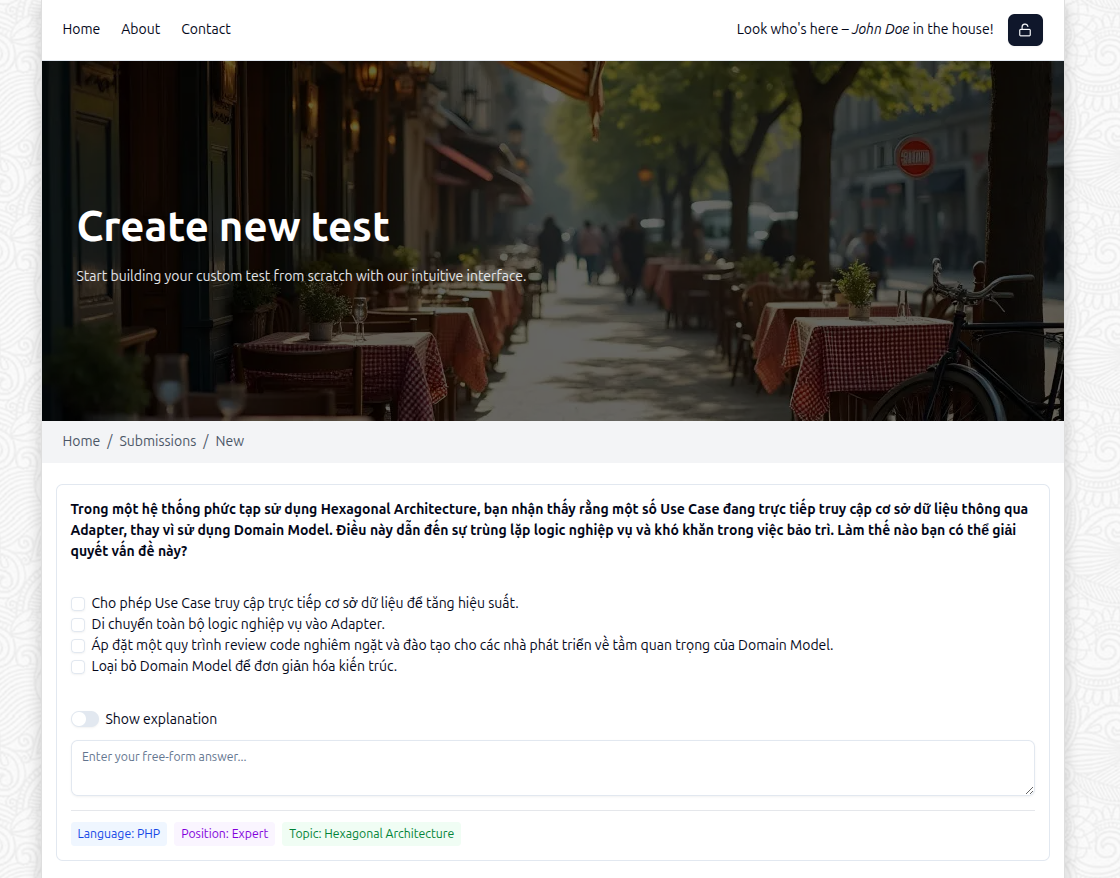 Home About Contact
Look who's here – John Doe in the house!
Create new test
Start building your custom test from scratch with our intuitive interface.
Home / Submissions / New
Trong một hệ thống phức tạp sử dụng Hexagonal Architecture, bạn nhận thấy rằng một số Use Case đang trực tiếp truy cập cơ sở dữ liệu thông qua
Adapter, thay vì sử dụng Domain Model. Điều này dẫn đến sự trùng lặp logic nghiệp vụ và khó khăn trong việc bảo trì. Làm thế nào bạn có thể giải
quyết vấn đề này?
Cho phép Use Case truy cập trực tiếp cơ sở dữ liệu để tăng hiệu suất.
Di chuyển toàn bộ logic nghiệp vụ vào Adapter.
Áp đặt một quy trình review code nghiêm ngặt và đào tạo cho các nhà phát triển về tầm quan trọng của Domain Model.
Loại bỏ Domain Model để đơn giản hóa kiến trúc.
Show explanation
Enter your free-form answer...
Language: PHP Position: Expert Topic: Hexagonal Architecture